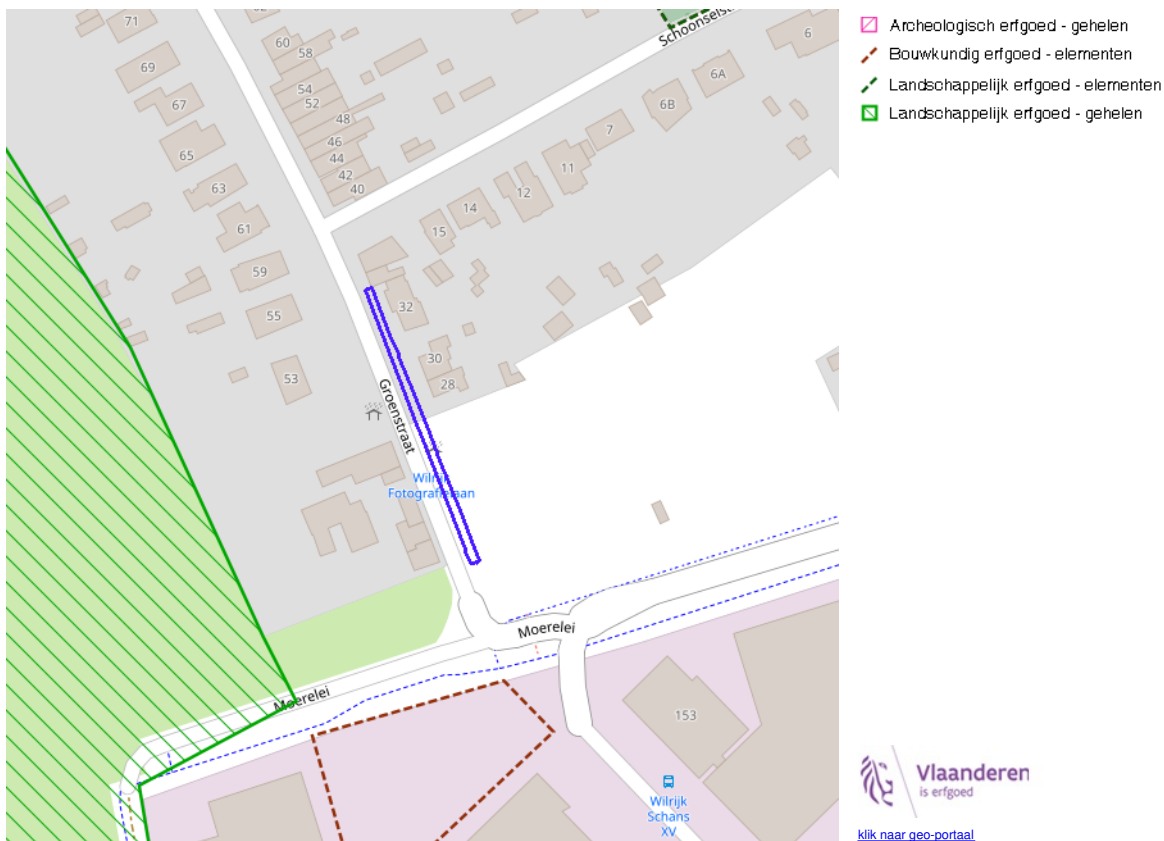 71
62
60
58
69
54
52
67
48
46
65
44
42
63
40
61
59
55
53
Schoonselstr
6
6A
6B
7
11
12
14
15
32
30
28
Groenstraat
Wilrijk
Fotografielaan
Moerelei
Moerelei
153
Wilrijk
Schans
XV
Archeologisch erfgoed - gehelen
Bouwkundig erfgoed - elementen
Landschappelijk erfgoed - elementen
Landschappelijk erfgoed - gehelen
Vlaanderen
is erfgoed
klik naar geo-portaal